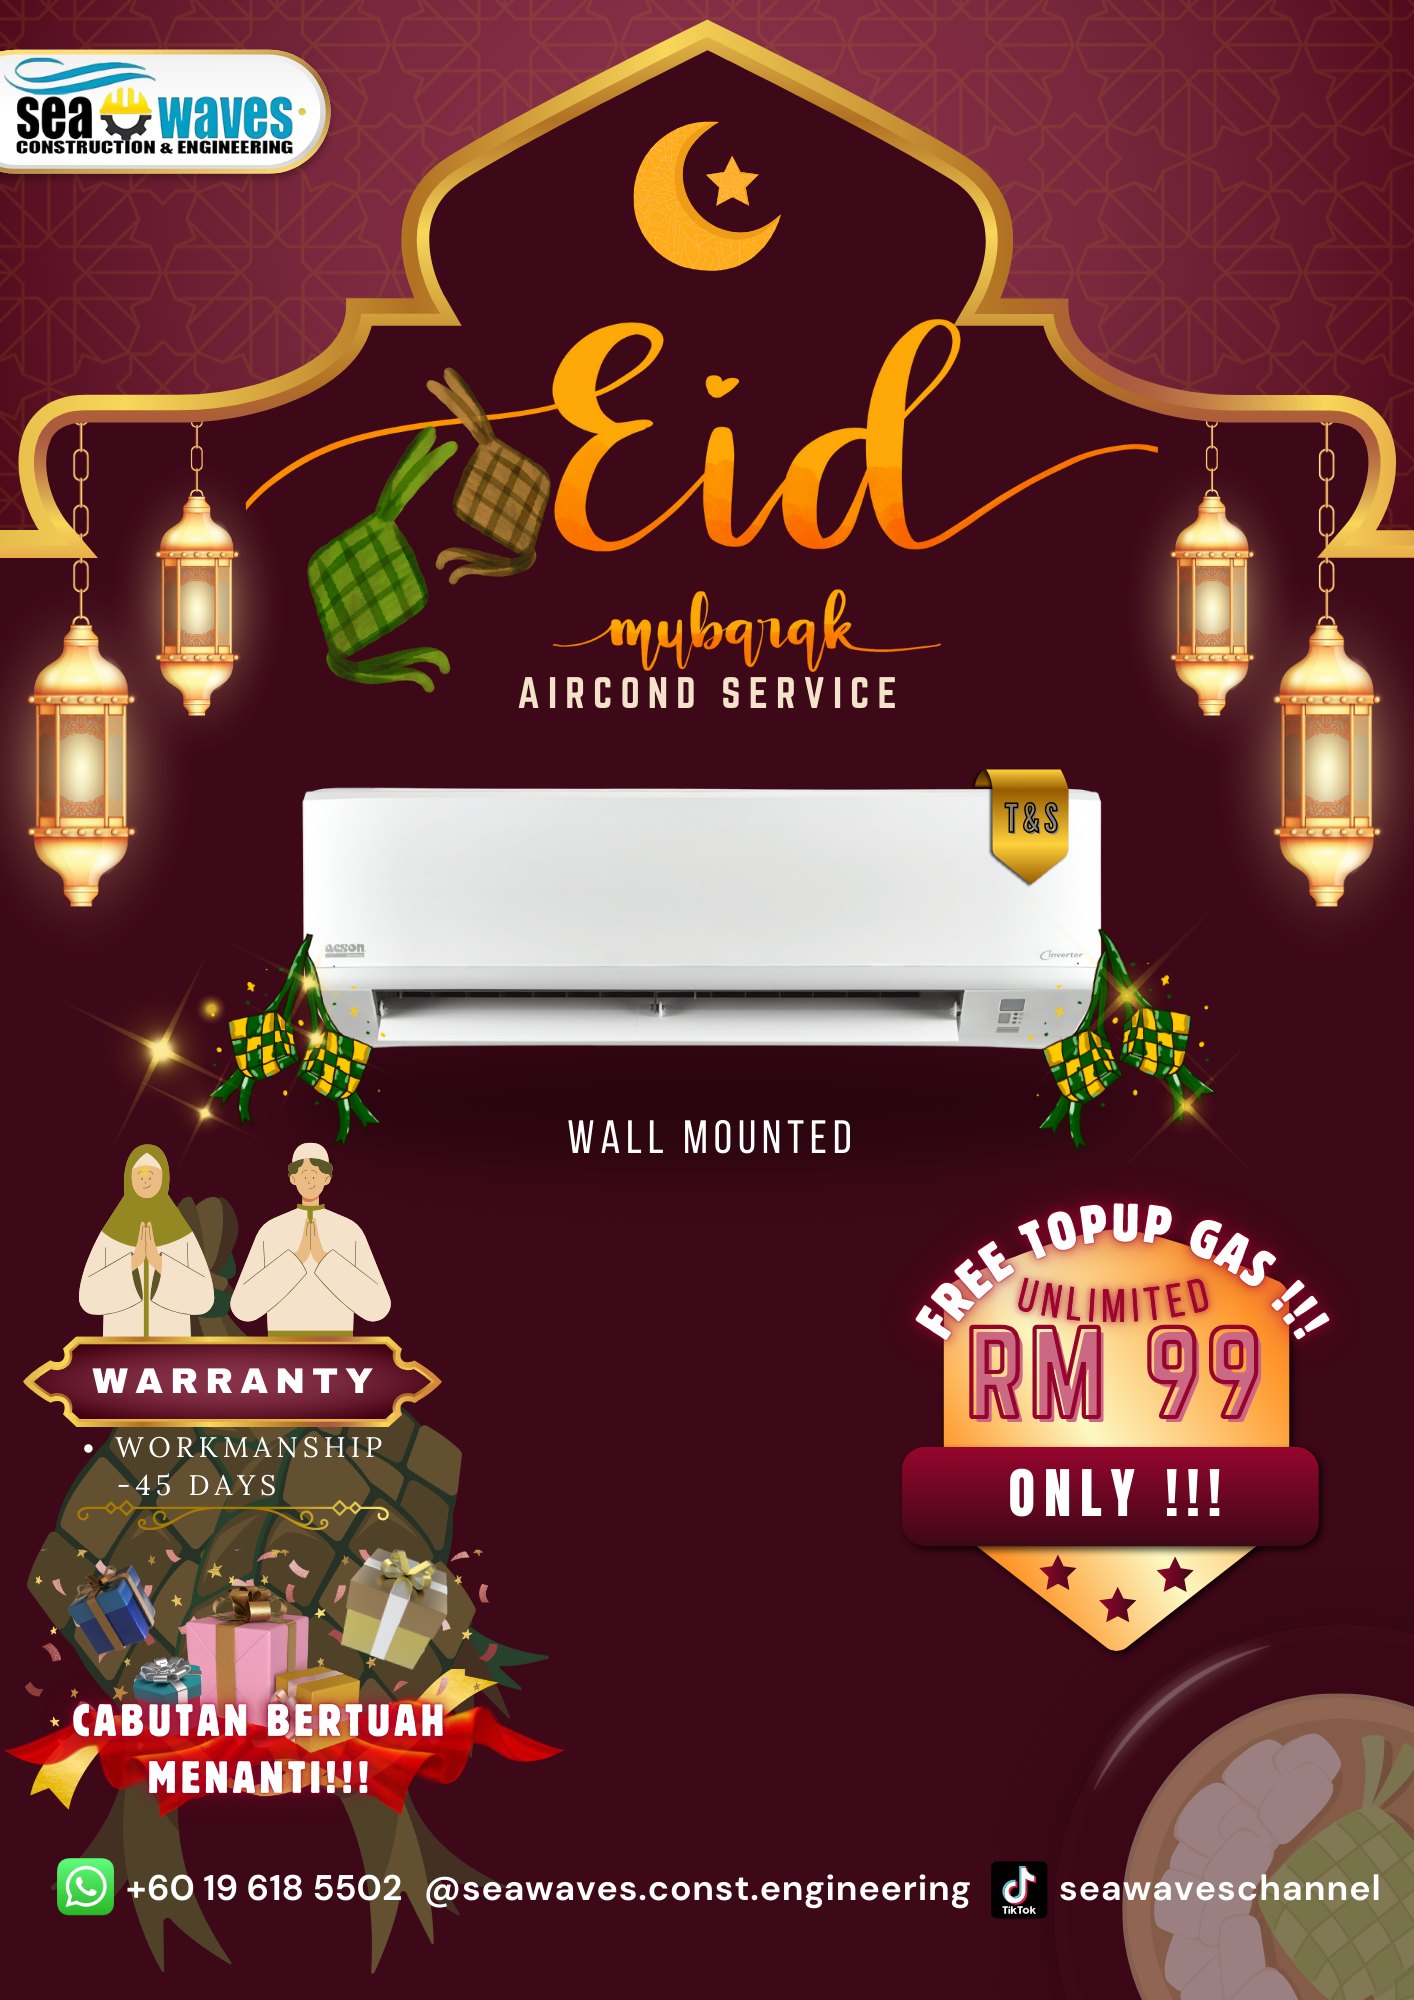 sea waves
CONSTRUCTION & ENGINEERING
Eid
mubarak
AIRCOND SERVICE
T&S
acson
inverter
WALL MOUNTED
FREE TOPUP GAS !!!
UNLIMITED
RM 99
ONLY !!!
WARRANTY
• WORKMANSHIP
-45 DAYS
CABUTAN BERTUAH
MENANTI!!!
+60 19 618 5502 @seawaves.const.engineering TikTok seawaveschannel